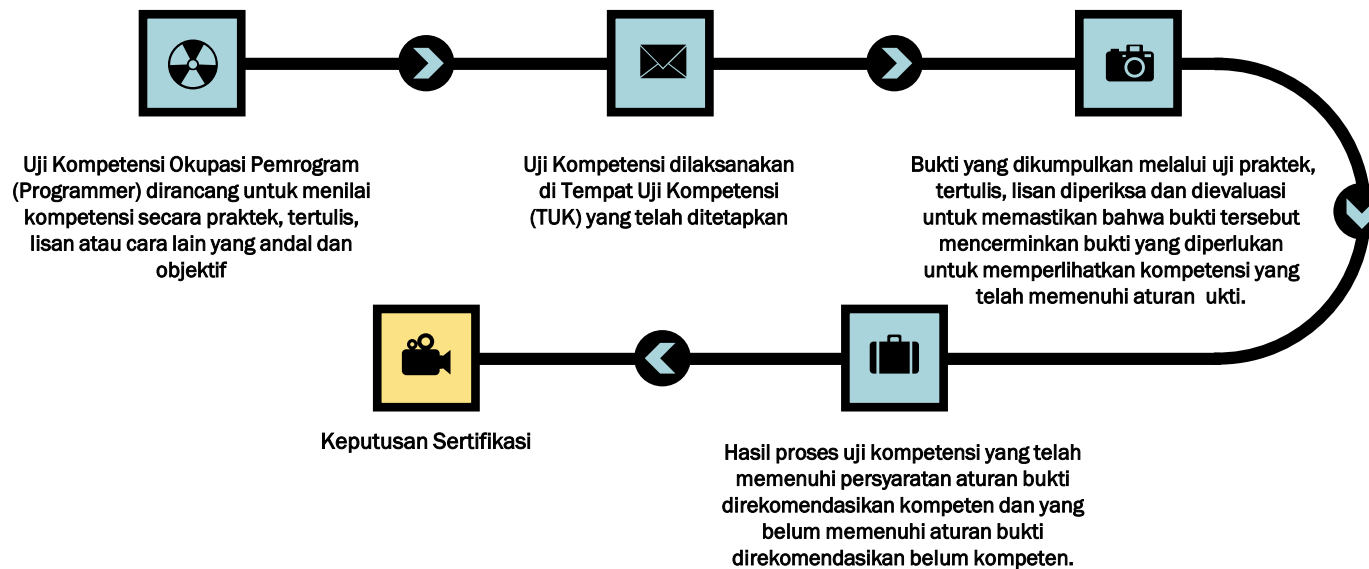 Uji Kompetensi Okupasi Pemrogram
(Programmer) dirancang untuk menilai
kompetensi secara praktek, tertulis,
lisan atau cara lain yang andal dan
objektif
Uji Kompetensi dilaksanakan
di Tempat Uji Kompetensi
(TUK) yang telah ditetapkan
Bukti yang dikumpulkan melalui uji praktek,
tertulis, lisan diperiksa dan dievaluasi
untuk memastikan bahwa bukti tersebut
mencerminkan bukti yang diperlukan
untuk memperlihatkan kompetensi yang
telah memenuhi aturan  ukti.
Hasil proses uji kompetensi yang telah
memenuhi persyaratan aturan bukti
direkomendasikan kompeten dan yang
belum memenuhi aturan bukti
direkomendasikan belum kompeten.
Keputusan Sertifikasi